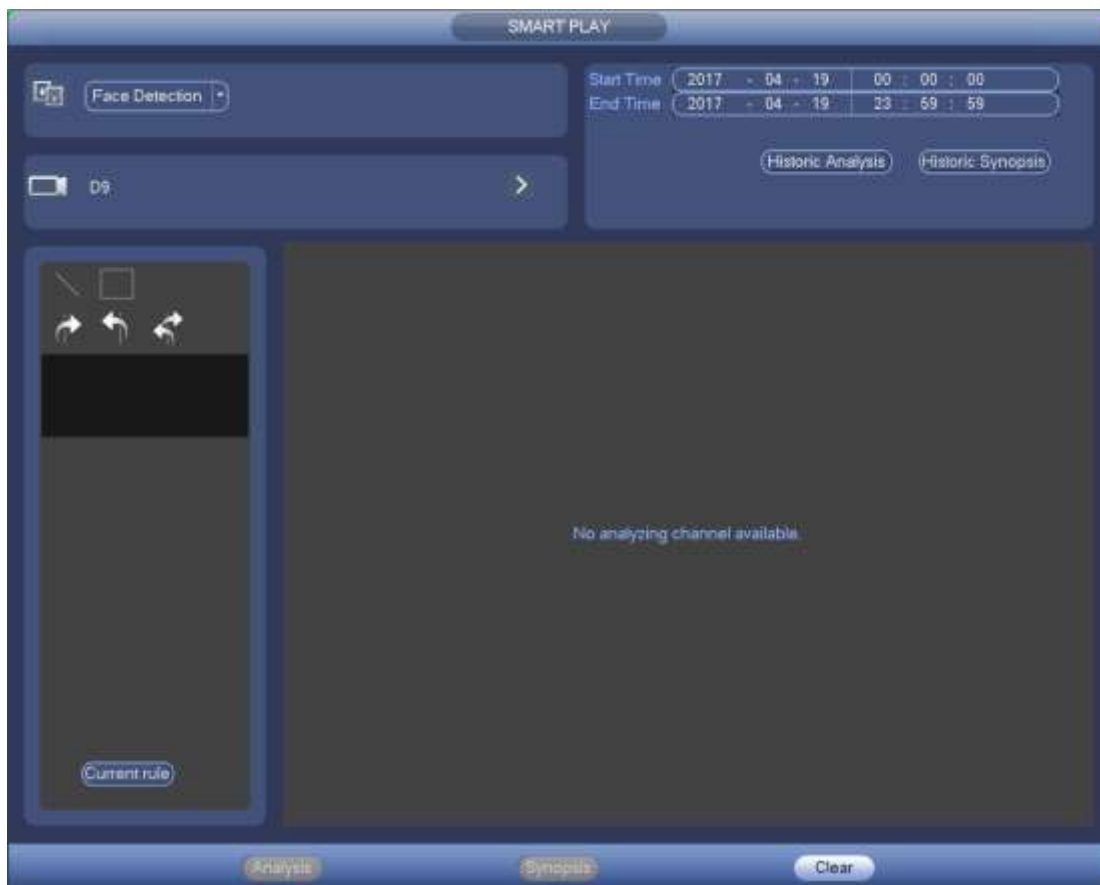 SMART PLAY
Face Detection
Start Time 2017 - 04 - 19 00 : 00 : 00
End Time 2017 - 04 - 19 23 : 59 : 59
Historic Analysis Historic Synopsis
D9
No analyzing channel available.
Current rule
Analysis Synopsis Clear